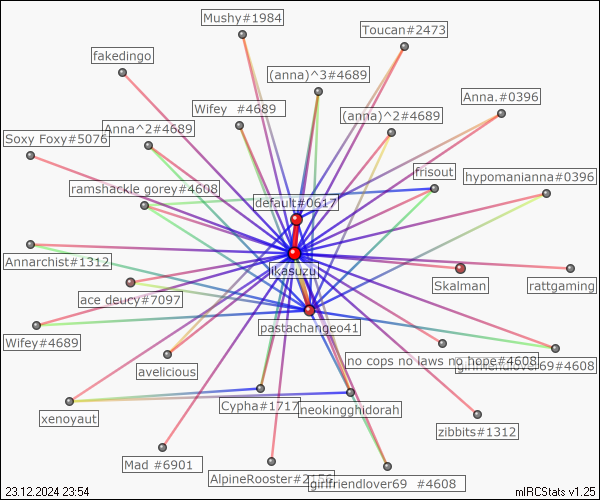 Mushy#1984
Toucan#2473
fakedingo
(anna)^3#4689
Anna.#0396
Wifey #4689
(anna)^2#4689
Anna^2#4689
Soxy Foxy#5076
frisout
hypomanianna#0396
ramshackle gorey#4608
default#0617
Annarchist#1312
ikasuzu
Skalman
rattgaming
ace deucy#7097
pastachangeo41
Wifey#4689
no cops no laws no hope#4608
girlfriendlover69#4608
avelicious
Cypha#1717
neokingghidorah
xenoyaut
zibbits#1312
Mad #6901
AlpineRooster#2156
girlfriendlover69 #4608
23.12.2024 23:54
mIRCStats v1.25